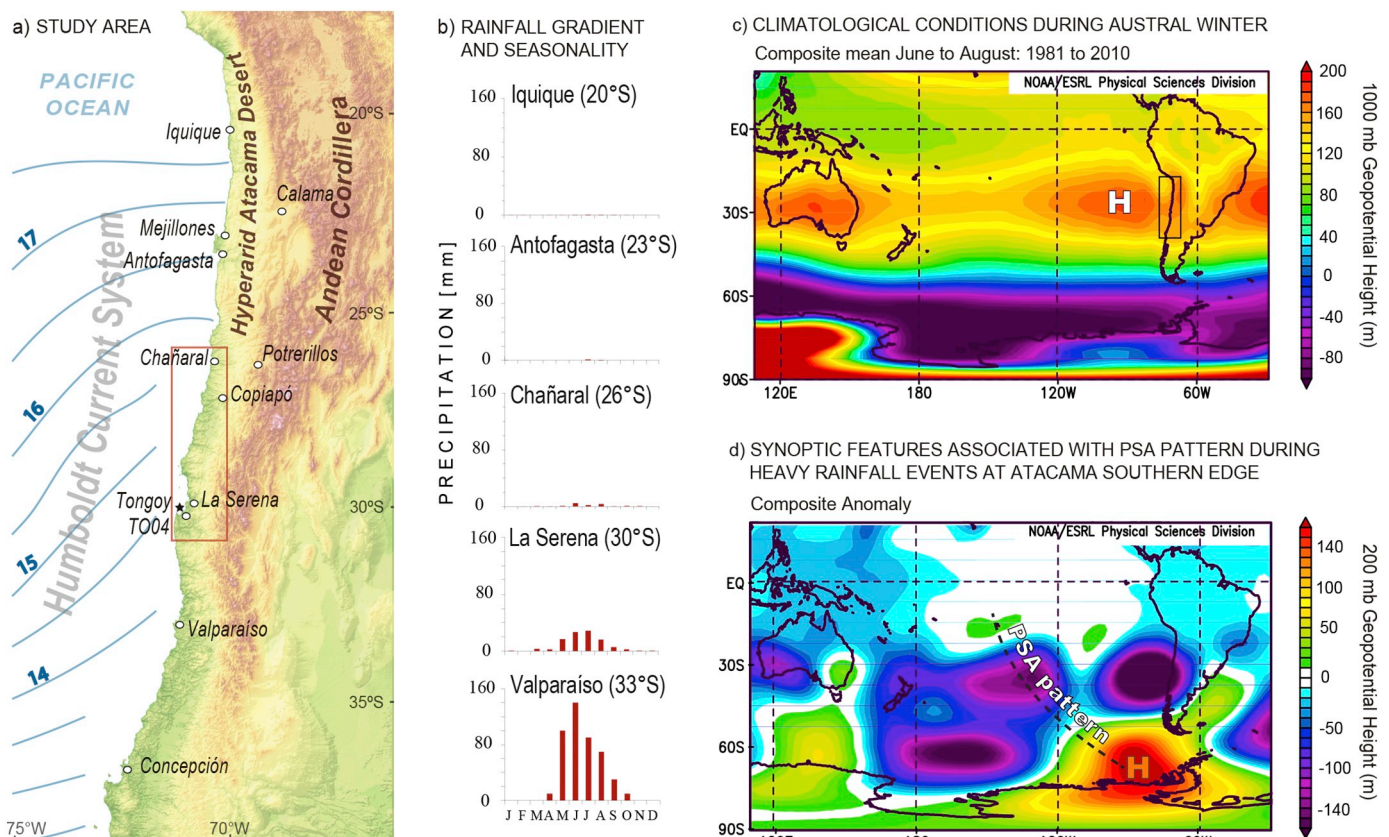 a) STUDY AREA
PACIFIC
OCEAN
Iquique
Hyperarid Atacama Desert
Andean Cordillera
20°S
Calama
17
Mejillones
Antofagasta
Humboldt Current System
25°S
Chañaral
Potrerillos
16
Copiapó
Tongoy
La Serena
TO04
30°S
15
Valparaíso
14
35°S
Concepción
75°W
70°W
b) RAINFALL GRADIENT
AND SEASONALITY
PRECIPITATION [mm]
160
Iquique (20°S)
80
0
Antofagasta (23°S)
160
80
0
160
Chañaral (26°S)
80
0
160
La Serena (30°S)
80
0
160
Valparaíso (33°S)
80
0
J F M A M J J A S O N D
c) CLIMATOLOGICAL CONDITIONS DURING AUSTRAL WINTER
Composite mean June to August: 1981 to 2010
NOAA/ESRL Physical Sciences Division
EQ
30S
60S
90S
120E
180
120W
60W
H
200
160
120
80
40
0
-40
-80
1000 mb Geopotential Height (m)
d) SYNOPTIC FEATURES ASSOCIATED WITH PSA PATTERN DURING
HEAVY RAINFALL EVENTS AT ATACAMA SOUTHERN EDGE
Composite Anomaly
NOAA/ESRL Physical Sciences Division
EQ
30S
60S
90S
PSA pattern
H
140
100
50
0
-50
-100
-140
200 mb Geopotential Height (m)